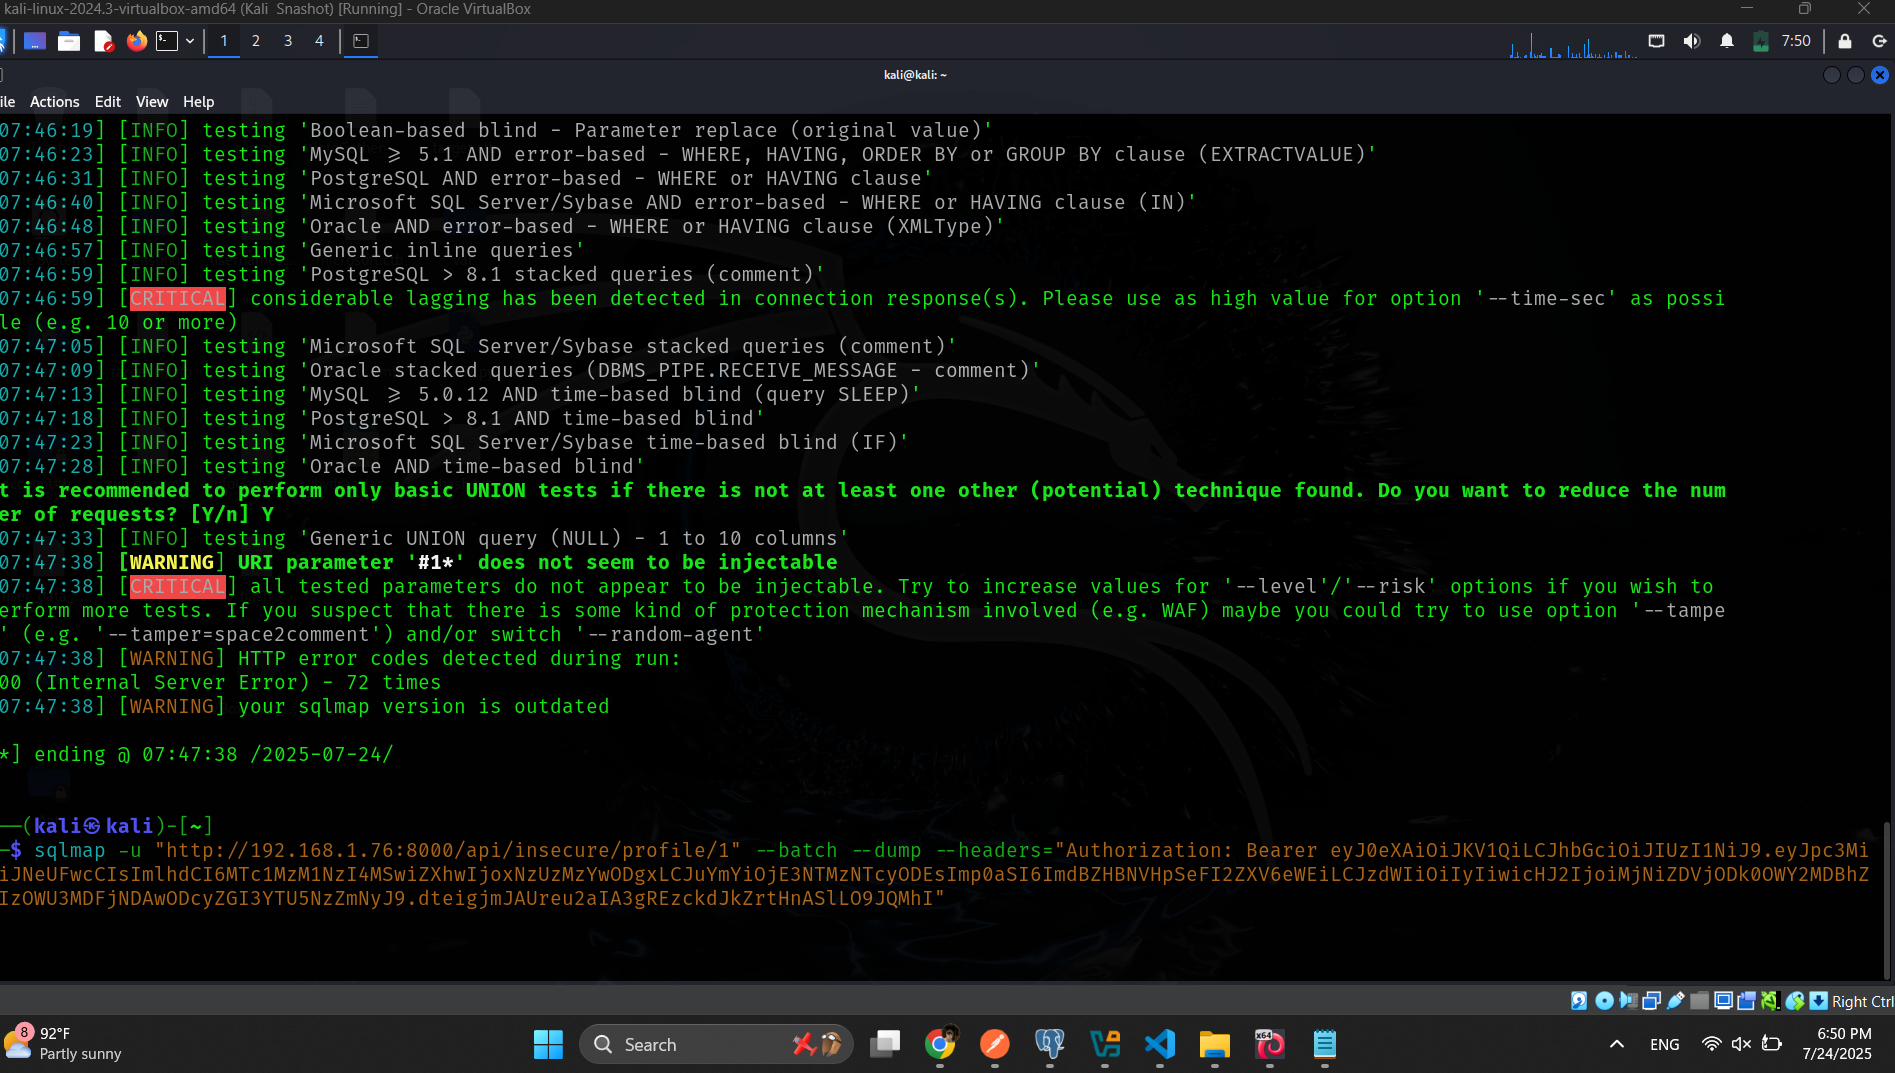 kali-linux-2024.3-virtualbox-amd64 (Kali Snashot) [Running] - Oracle VirtualBox
1 2 3 4 7:50
kali@kali: ~
ile Actions Edit View Help
07:46:19] [INFO] testing 'Boolean-based blind - Parameter replace (original value)'
07:46:23] [INFO] testing 'MySQL ≥ 5.1 AND error-based - WHERE, HAVING, ORDER BY or GROUP BY clause (EXTRACTVALUE)'
07:46:31] [INFO] testing 'PostgreSQL AND error-based - WHERE or HAVING clause'
07:46:40] [INFO] testing 'Microsoft SQL Server/Sybase AND error-based - WHERE or HAVING clause (IN)'
07:46:48] [INFO] testing 'Oracle AND error-based - WHERE or HAVING clause (XMLType)'
07:46:57] [INFO] testing 'Generic inline queries'
07:46:59] [INFO] testing 'PostgreSQL > 8.1 stacked queries (comment)'
07:46:59] [CRITICAL] considerable lagging has been detected in connection response(s). Please use as high value for option '--time-sec' as possi
le (e.g. 10 or more)
07:47:05] [INFO] testing 'Microsoft SQL Server/Sybase stacked queries (comment)'
07:47:09] [INFO] testing 'Oracle stacked queries (DBMS_PIPE.RECEIVE_MESSAGE - comment)'
07:47:13] [INFO] testing 'MySQL ≥ 5.0.12 AND time-based blind (query SLEEP)'
07:47:18] [INFO] testing 'PostgreSQL > 8.1 AND time-based blind'
07:47:23] [INFO] testing 'Microsoft SQL Server/Sybase time-based blind (IF)'
07:47:28] [INFO] testing 'Oracle AND time-based blind'
t is recommended to perform only basic UNION tests if there is not at least one other (potential) technique found. Do you want to reduce the num
er of requests? [Y/n] Y
07:47:33] [INFO] testing 'Generic UNION query (NULL) - 1 to 10 columns'
07:47:38] [WARNING] URI parameter '#1*' does not seem to be injectable
07:47:38] [CRITICAL] all tested parameters do not appear to be injectable. Try to increase values for '--level'/'--risk' options if you wish to
erform more tests. If you suspect that there is some kind of protection mechanism involved (e.g. WAF) maybe you could try to use option '--tampe
' (e.g. '--tamper=space2comment') and/or switch '--random-agent'
07:47:38] [WARNING] HTTP error codes detected during run:
00 (Internal Server Error) - 72 times
07:47:38] [WARNING] your sqlmap version is outdated
*] ending @ 07:47:38 /2025-07-24/
──(kali㉿kali)-[~]
─$ sqlmap -u "http://192.168.1.76:8000/api/insecure/profile/1" --batch --dump --headers="Authorization: Bearer eyJ0eXAiOiJKV1QiLCJhbGciOiJIUzI1NiJ9.eyJpc3Mi
iJNeUFwcCIsImlhdCI6MTc1MzM1NzI4MSwiZXhwIjoxNzUzMzYwODgxLCJuYmYiOjE3NTMzNTcyODEsImp0aSI6ImdBZHBNVHpSeFI2ZXV6eWEiLCJzdWIiOiIyIiwicHJ2IjoiMjNiZDVjODk0OWY2MDBhZ
IzOWU3MDFjNDAwODcyZGI3YTU5NzZmNyJ9.dteigjmJAUreu2aIA3gREzckdJkZrtHnASlLO9JQMhI"
Right Ctrl
8 92°F
Partly sunny
Search
x64
ENG
6:50 PM
7/24/2025